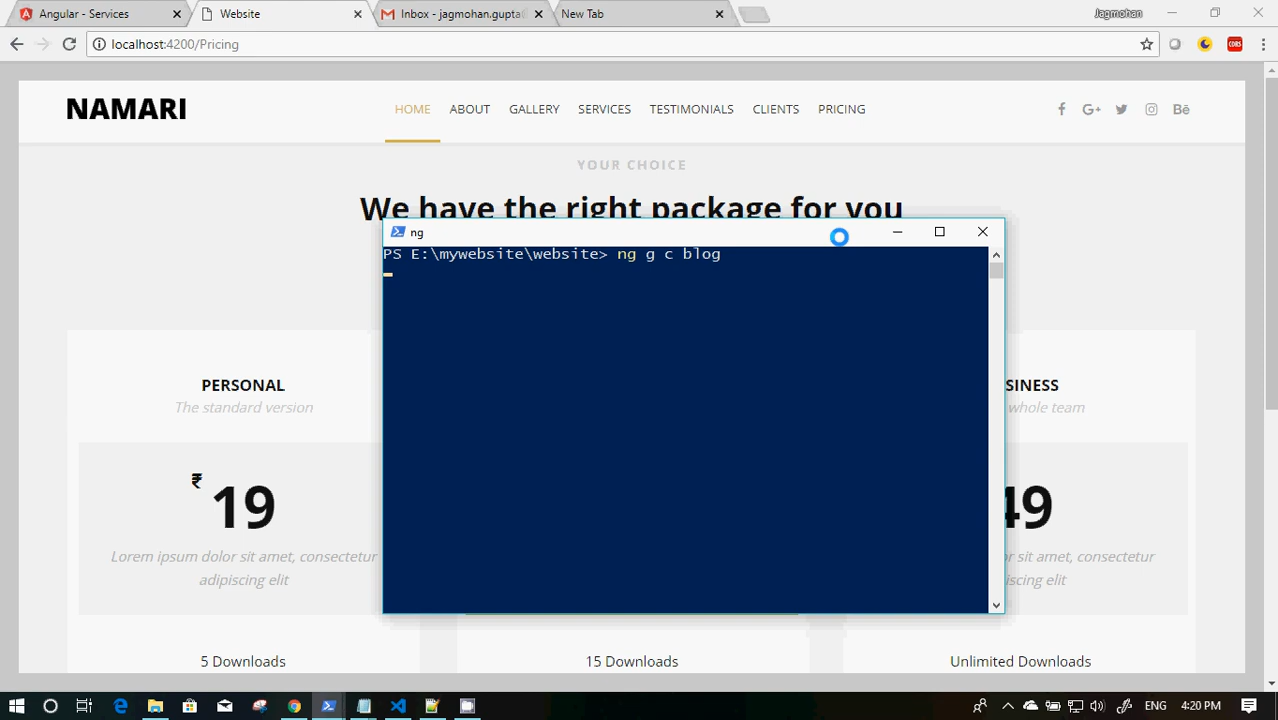 Angular - Services
Website
Inbox - jagmohan.gupta
New Tab
Jagmohan
localhost:4200/Pricing
CDRS
NAMARI
HOME ABOUT GALLERY SERVICES TESTIMONIALS CLIENTS PRICING
f G+ Bē
YOUR CHOICE
We have the right package for you
ng
PS E:\mywebsite\website> ng g c blog
PERSONAL
The standard version
₹ 19
Lorem ipsum dolor sit amet, consectetur
adipiscing elit
5 Downloads
15 Downloads
SINESS
whole team
49
or sit amet, consectetur
iscing elit
Unlimited Downloads
ENG 4:20 PM